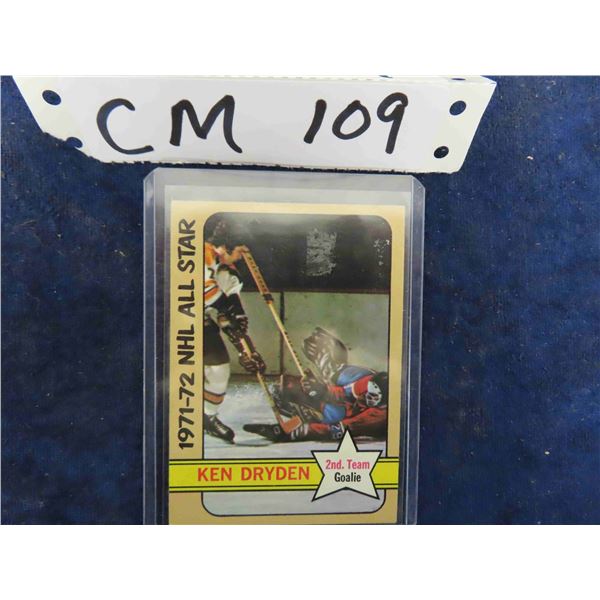 CM 109
1971-72 NHL ALL STAR
KEN DRYDEN
2nd. Team
Goalie